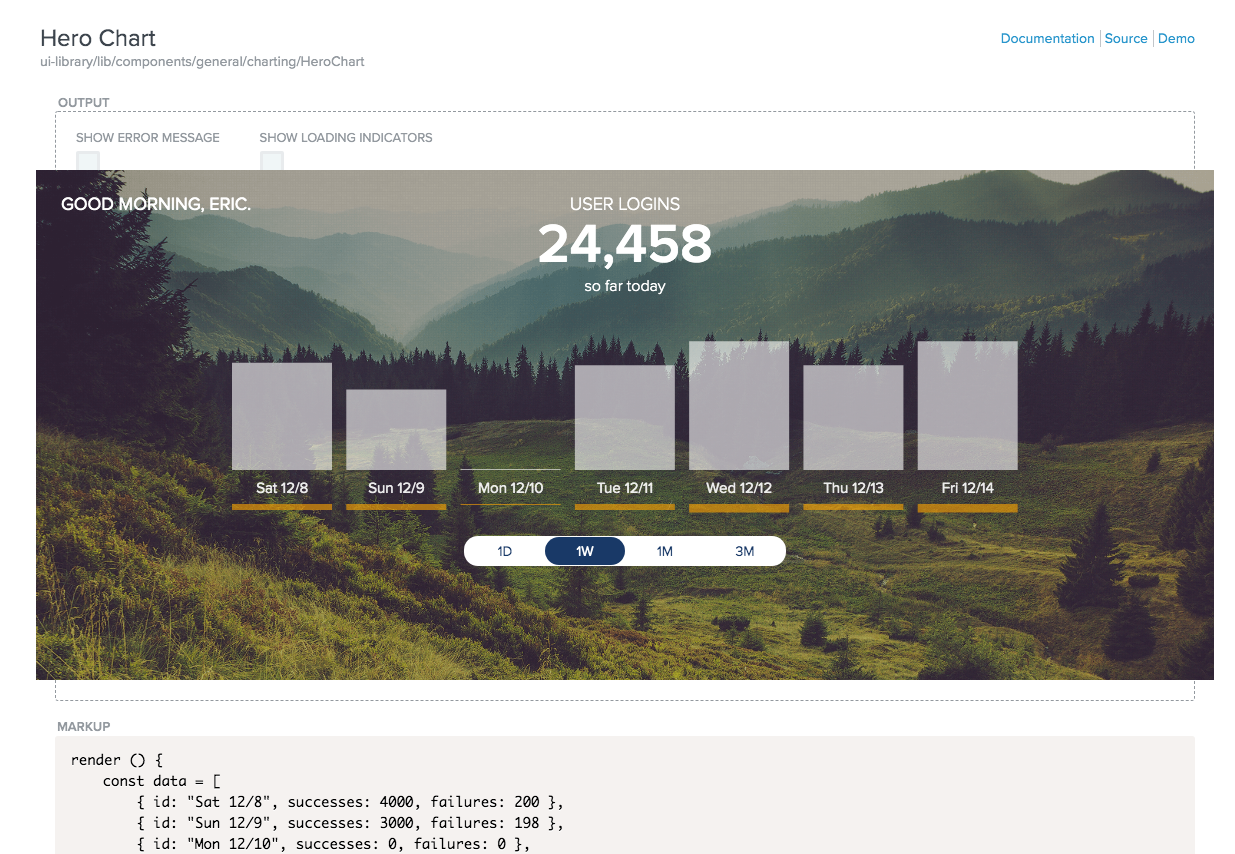 Hero Chart
Documentation Source Demo
ui-library/lib/components/general/charting/HeroChart
OUTPUT
SHOW ERROR MESSAGE SHOW LOADING INDICATORS
GOOD MORNING, ERIC.
USER LOGINS
24,458
so far today
Sat 12/8 Sun 12/9 Mon 12/10 Tue 12/11 Wed 12/12 Thu 12/13 Fri 12/14
1D 1W 1M 3M
MARKUP
render () {
    const data = [
        { id: "Sat 12/8", successes: 4000, failures: 200 },
        { id: "Sun 12/9", successes: 3000, failures: 198 },
        { id: "Mon 12/10", successes: 0, failures: 0 },